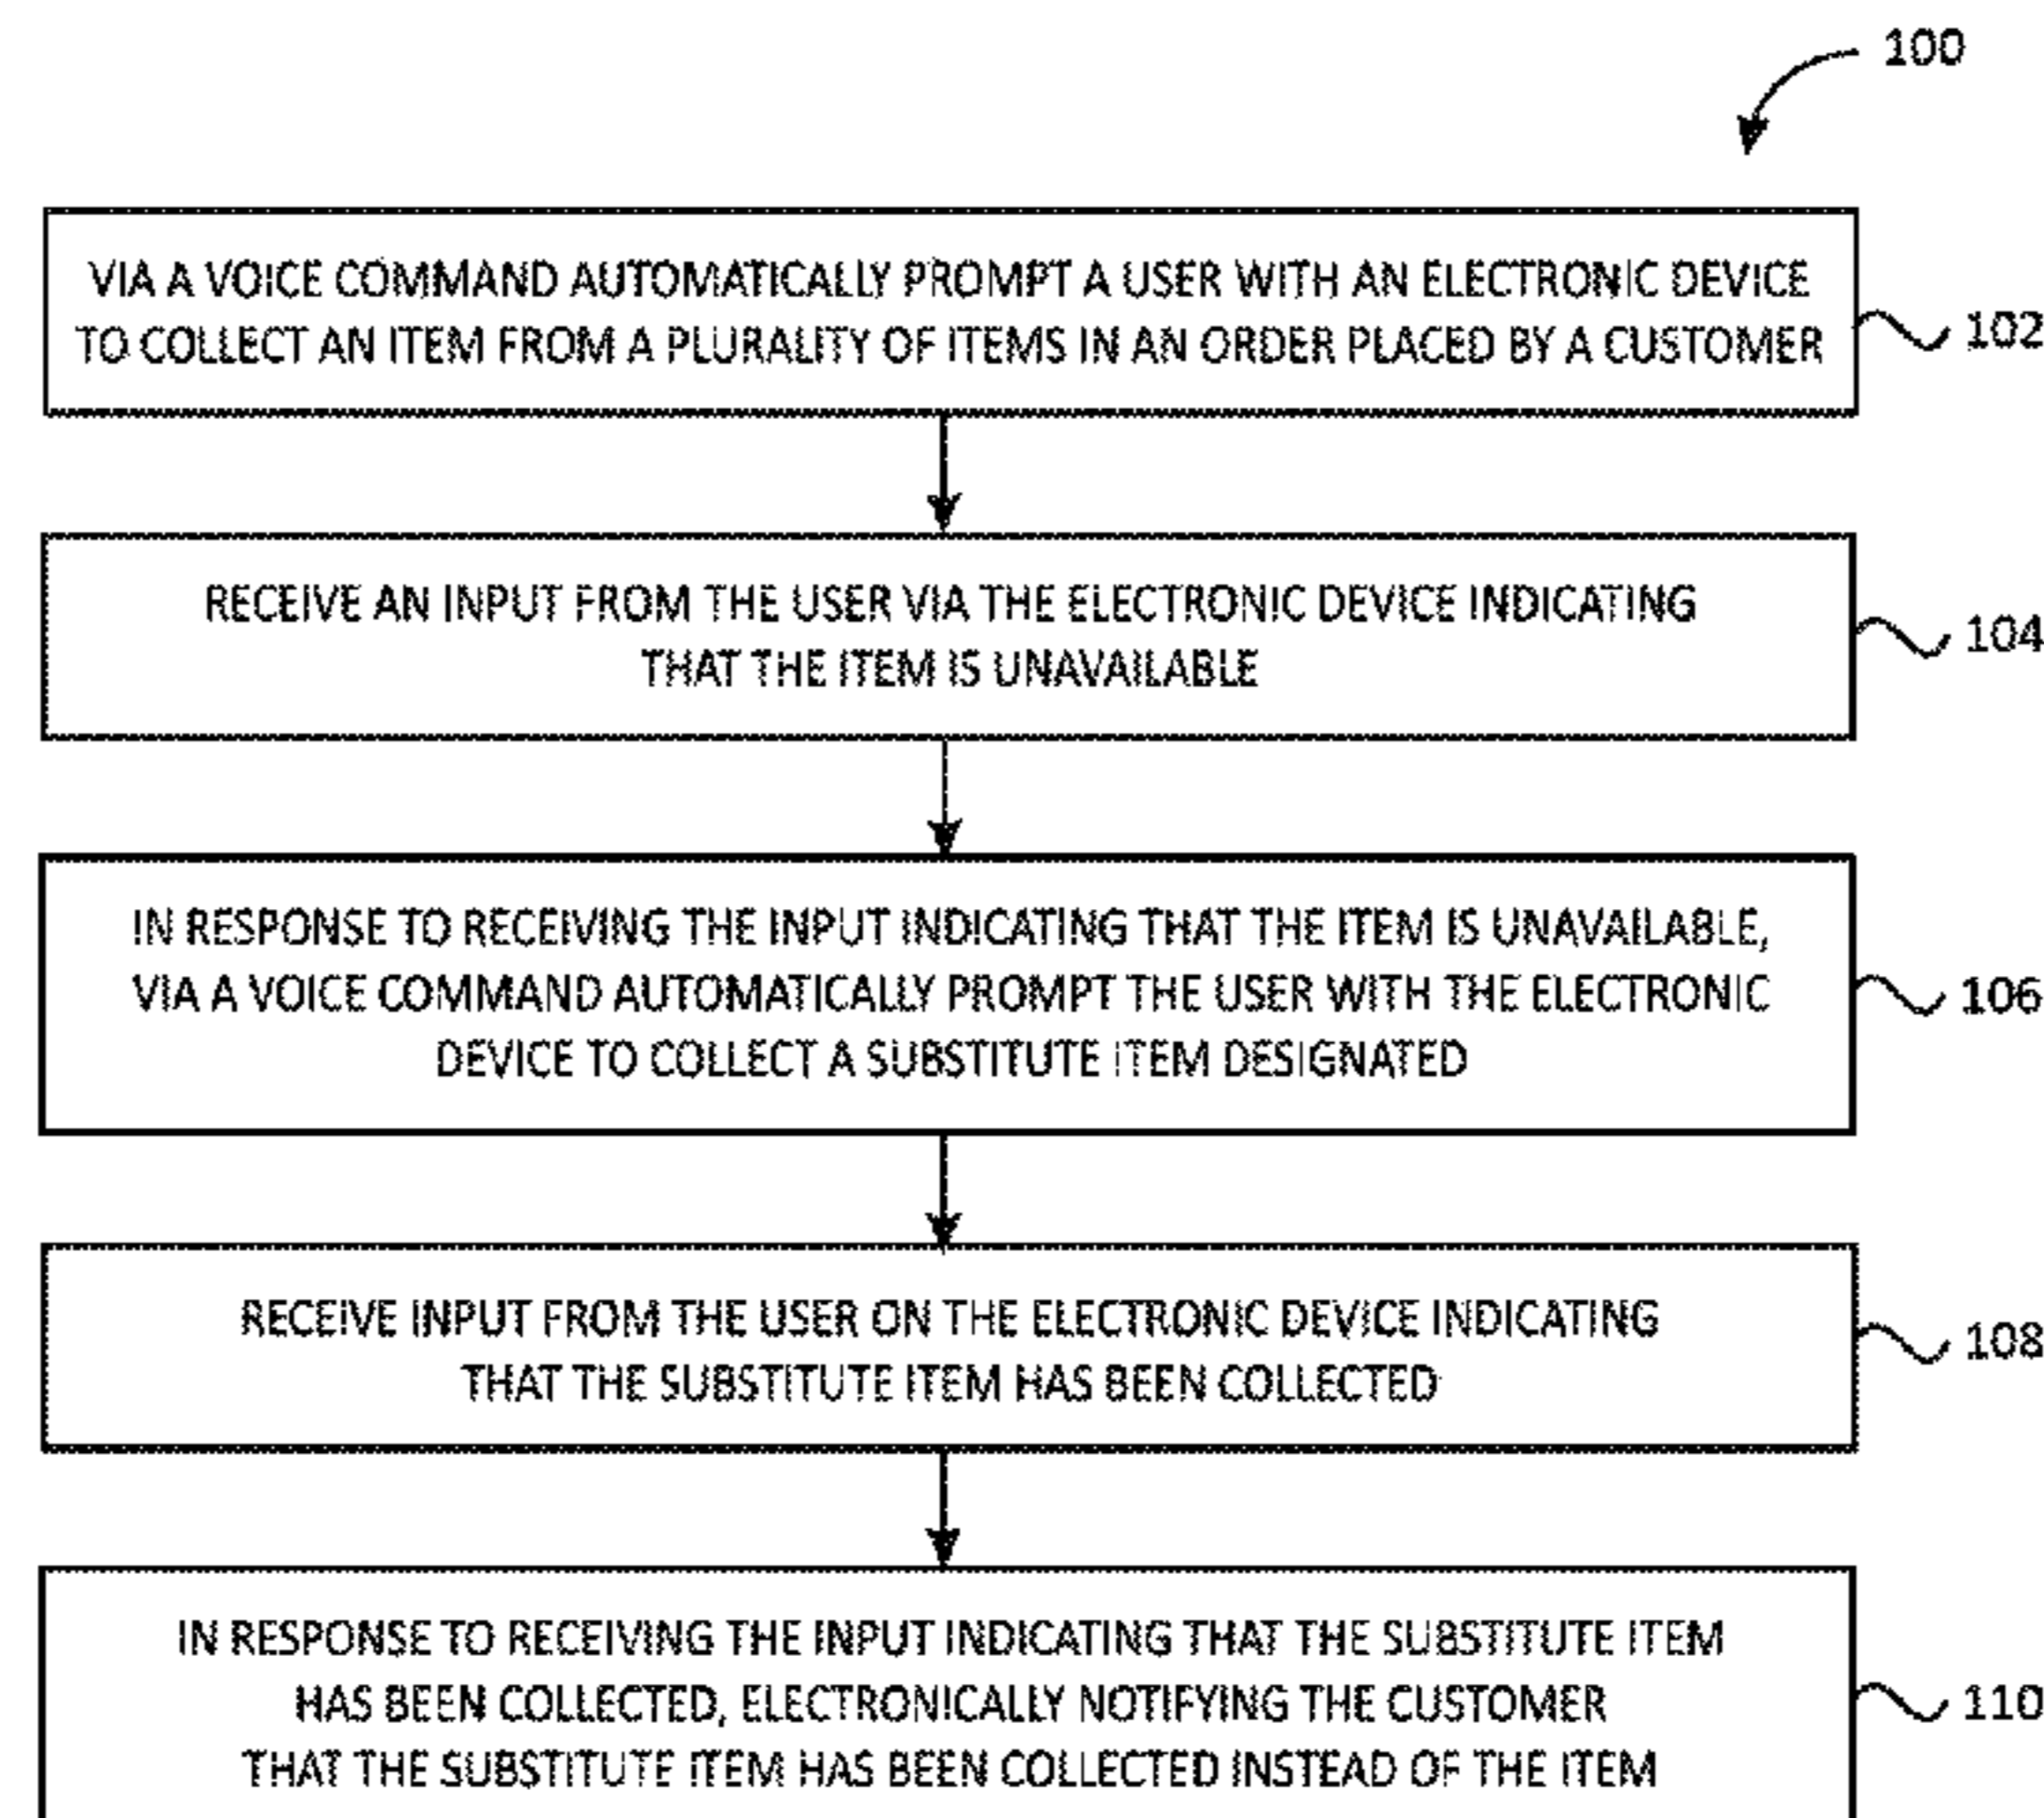 100
VIA A VOICE COMMAND AUTOMATICALLY PROMPT A USER WITH AN ELECTRONIC DEVICE
TO COLLECT AN ITEM FROM A PLURALITY OF ITEMS IN AN ORDER PLACED BY A CUSTOMER
102
RECEIVE AN INPUT FROM THE USER VIA THE ELECTRONIC DEVICE INDICATING
THAT THE ITEM IS UNAVAILABLE
104
IN RESPONSE TO RECEIVING THE INPUT INDICATING THAT THE ITEM IS UNAVAILABLE,
VIA A VOICE COMMAND AUTOMATICALLY PROMPT THE USER WITH THE ELECTRONIC
DEVICE TO COLLECT A SUBSTITUTE ITEM DESIGNATED
106
RECEIVE INPUT FROM THE USER ON THE ELECTRONIC DEVICE INDICATING
THAT THE SUBSTITUTE ITEM HAS BEEN COLLECTED
108
IN RESPONSE TO RECEIVING THE INPUT INDICATING THAT THE SUBSTITUTE ITEM
HAS BEEN COLLECTED, ELECTRONICALLY NOTIFYING THE CUSTOMER
THAT THE SUBSTITUTE ITEM HAS BEEN COLLECTED INSTEAD OF THE ITEM
110